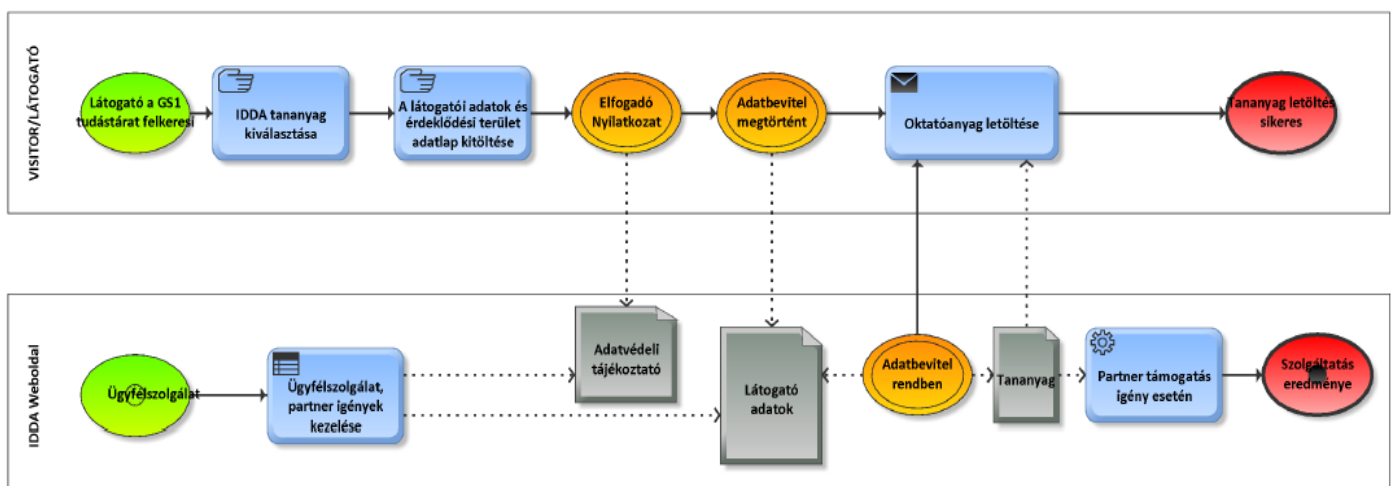 VISITOR/LÁTOGATÓ
Látogató a GS1
tudástárat felkeresi
IDDA tananyag
kiválasztása
A látogatói adatok és
érdeklődési terület
adatlap kitöltése
Elfogadó
Nyilatkozat
Adatbevitel
megtörtént
Oktatóanyag letöltése
Tananyag letöltés
sikeres
IDDA Weboldal
Ügyfélszolgálat
Ügyfélszolgálat,
partner igények
kezelése
Adatvédeli
tájékoztató
Látogató
adatok
Adatbevitel
rendben
Tananyag
Partner támogatás
igény esetén
Szolgáltatás
eredménye